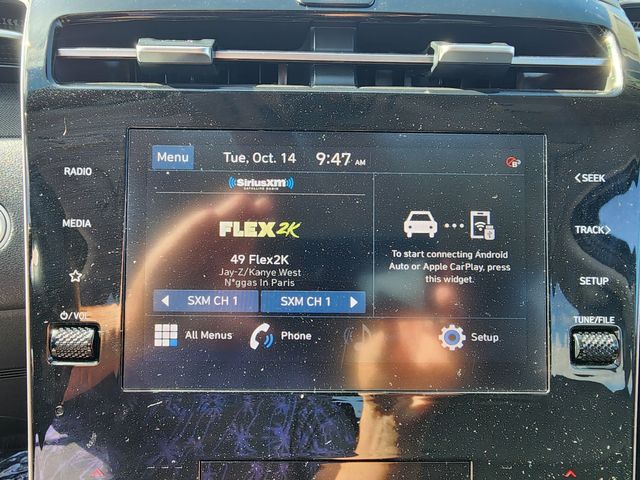 RADIO
MEDIA
⏻/VOL
Menu
Tue, Oct. 14 9:47 AM
SiriusXM
SATELLITE RADIO
FLEX2K
49 Flex2K
Jay-Z/Kanye West
N*ggas In Paris
SXM CH 1
SXM CH 1
To start connecting Android
Auto or Apple CarPlay, press
this widget.
All Menus
Phone
Setup
<SEEK
TRACK>
SETUP
TUNE/FILE